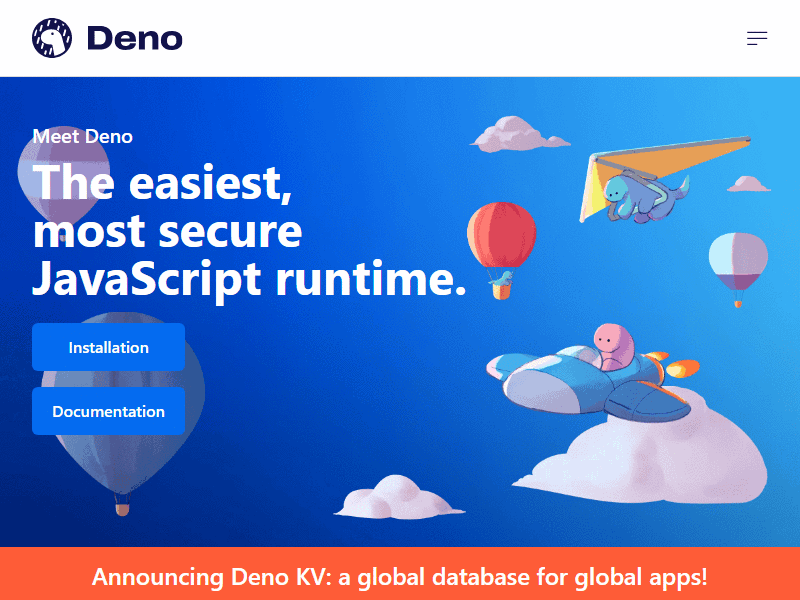 Deno
Meet Deno
The easiest,
most secure
JavaScript runtime.
Installation
Documentation
Announcing Deno KV: a global database for global apps!